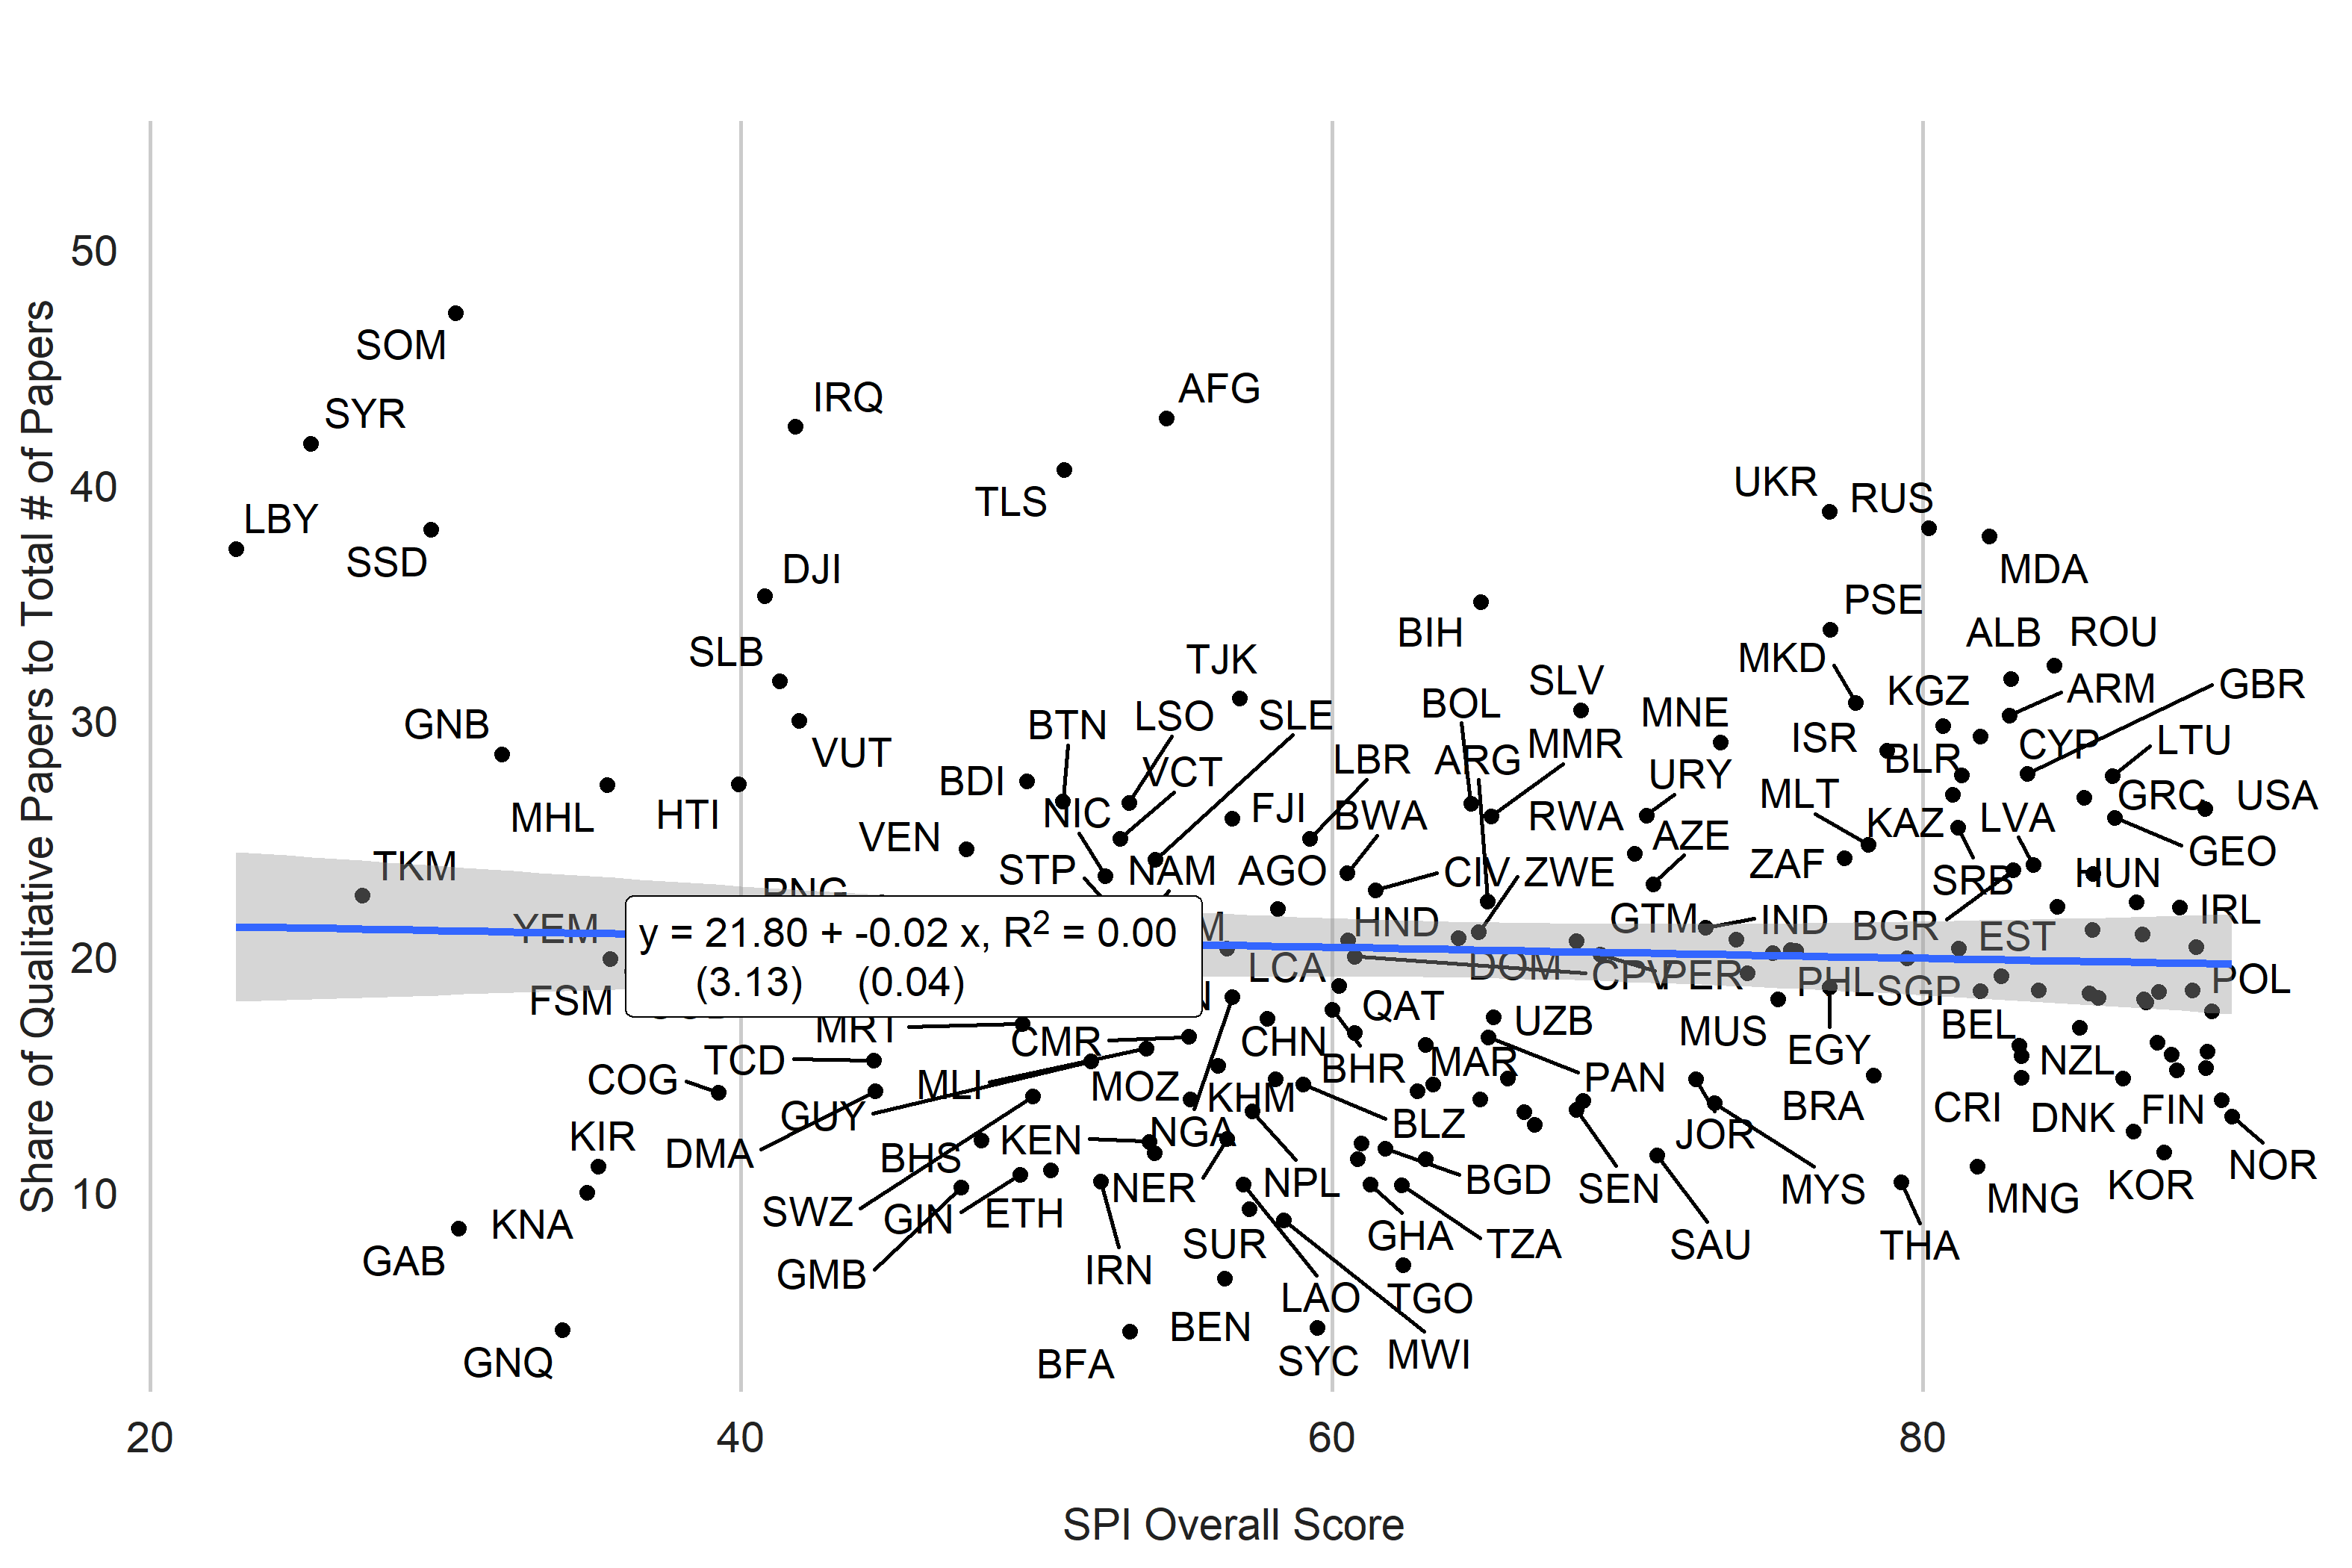 50
SOM
IRQ
AFG
SYR
40
UKR
RUS
TLS
LBY
SSD
MDA
DJI
PSE
BIH
ALB
ROU
SLB
TJK
MKD
SLV
GBR
KGZ
ARM
BOL
30
GNB
BTN
LSO
SLE
MNE
ISR
CYP
LTU
VUT
MMR
LBR
ARG
BLR
VCT
URY
BDI
MLT
GRC
USA
MHL
HTI
NIC
FJI
BWA
RWA
KAZ
LVA
VEN
AZE
GEO
TKM
STP
NAM
AGO
CIV
ZWE
ZAF
SRB
HUN
PNG
IRL
YEM
HND
GTM
IND
BGR
EST
y = 21.80 + -0.02 x, R² = 0.00
(3.13) (0.04)
20
LCA
DOM
CPV
PER
PHL
SGP
POL
FSM
QAT
UZB
MRT
MUS
BEL
TCD
CMR
CHN
EGY
NZL
COG
MLI
MOZ
BHR
MAR
PAN
GUY
KHM
BRA
CRI
DNK
FIN
KIR
KEN
NGA
BLZ
JOR
DMA
BHS
NOR
10
NER
NPL
BGD
SEN
MYS
MNG
KOR
KNA
SWZ
GIN
ETH
GAB
SUR
GHA
TZA
SAU
THA
GMB
IRN
LAO
TGO
BEN
GNQ
BFA
SYC
MWI
20 40 60 80
SPI Overall Score
Share of Qualitative Papers to Total # of Papers